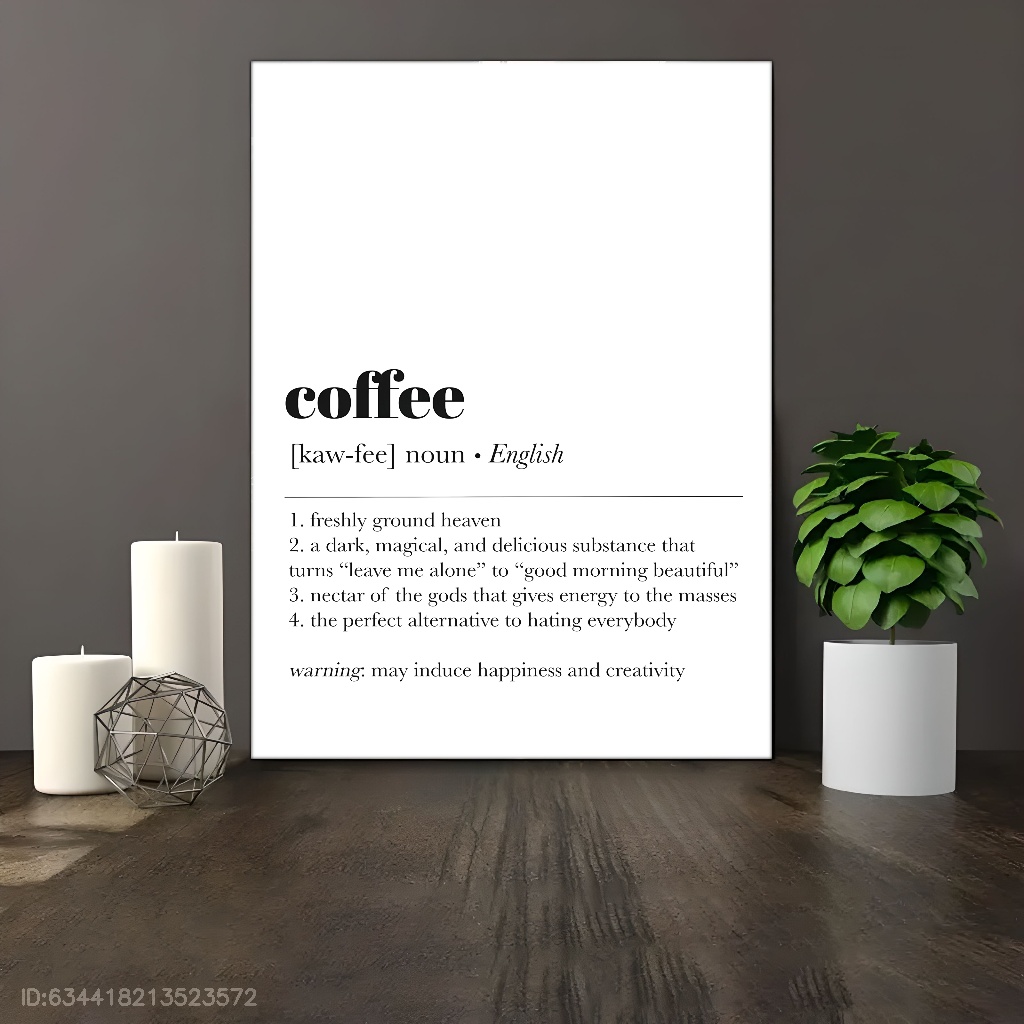 coffee
[kaw-fee] noun • English
1. freshly ground heaven
2. a dark, magical, and delicious substance that
turns “leave me alone” to “good morning beautiful”
3. nectar of the gods that gives energy to the masses
4. the perfect alternative to hating everybody
warning: may induce happiness and creativity
ID:634418213523572